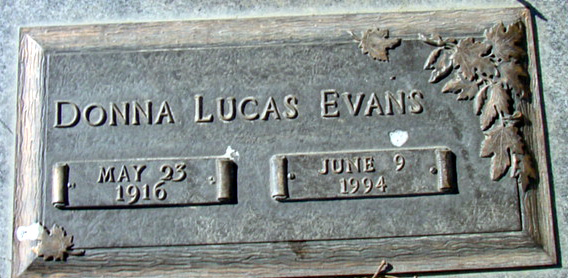 DONNA LUCAS EVANS
MAY 23
1916
JUNE 9
1994